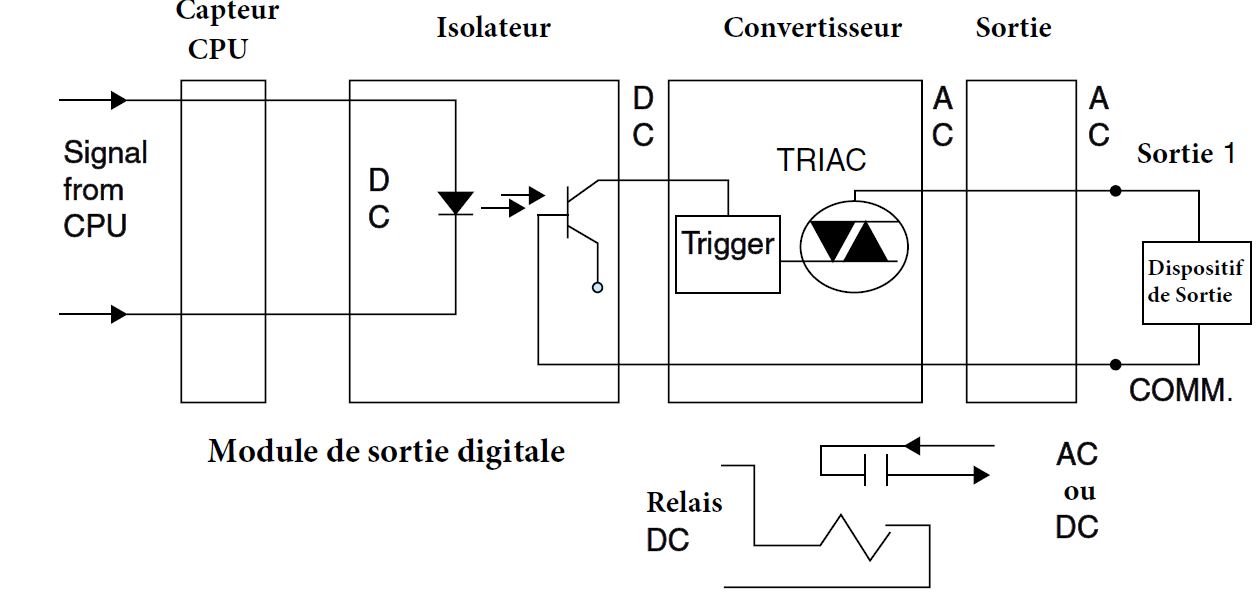 Capteur
CPU
Isolateur
Convertisseur
Sortie
Signal
from
CPU
D
C
D
C
TRIAC
Trigger
A
C
A
C
Sortie 1
Dispositif
de Sortie
COMM.
Module de sortie digitale
Relais
DC
AC
ou
DC